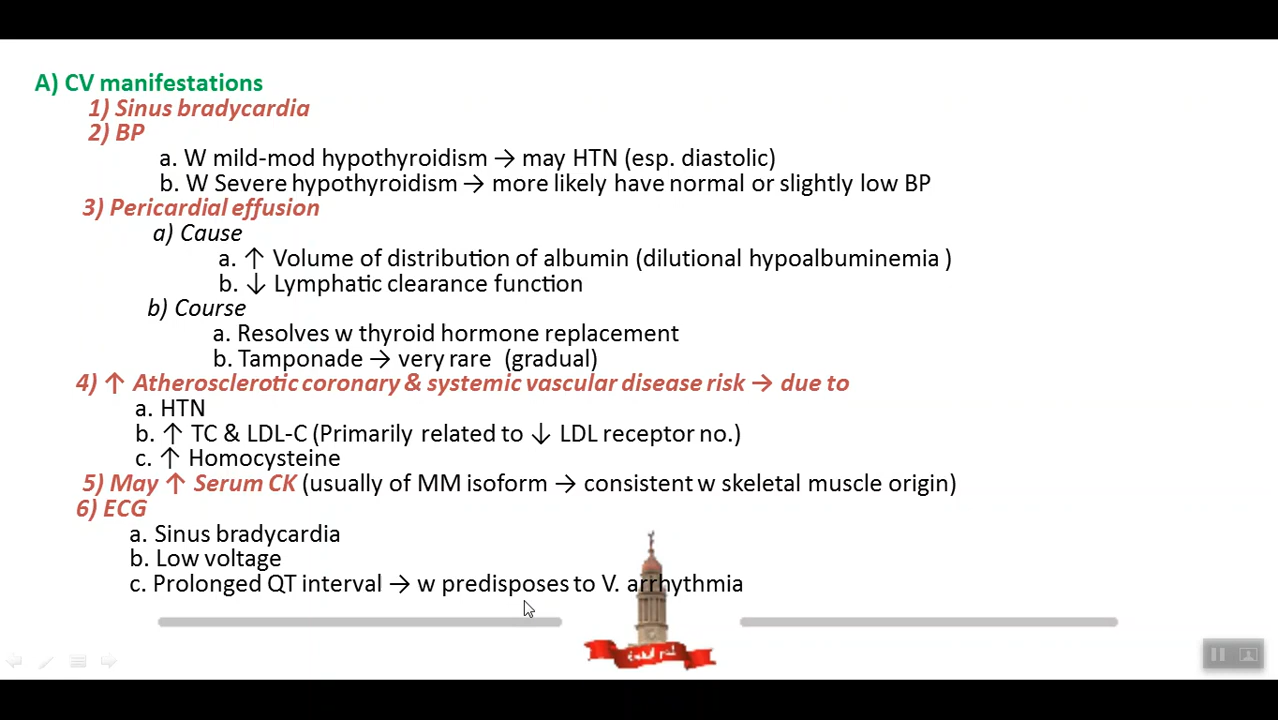 A) CV manifestations
1) Sinus bradycardia
2) BP
a. W mild-mod hypothyroidism → may HTN (esp. diastolic)
b. W Severe hypothyroidism → more likely have normal or slightly low BP
3) Pericardial effusion
a) Cause
a. ↑ Volume of distribution of albumin (dilutional hypoalbuminemia )
b. ↓ Lymphatic clearance function
b) Course
a. Resolves w thyroid hormone replacement
b. Tamponade → very rare (gradual)
4) ↑ Atherosclerotic coronary & systemic vascular disease risk → due to
a. HTN
b. ↑ TC & LDL-C (Primarily related to ↓ LDL receptor no.)
c. ↑ Homocysteine
5) May ↑ Serum CK (usually of MM isoform → consistent w skeletal muscle origin)
6) ECG
a. Sinus bradycardia
b. Low voltage
c. Prolonged QT interval → w predisposes to V. arrhythmia